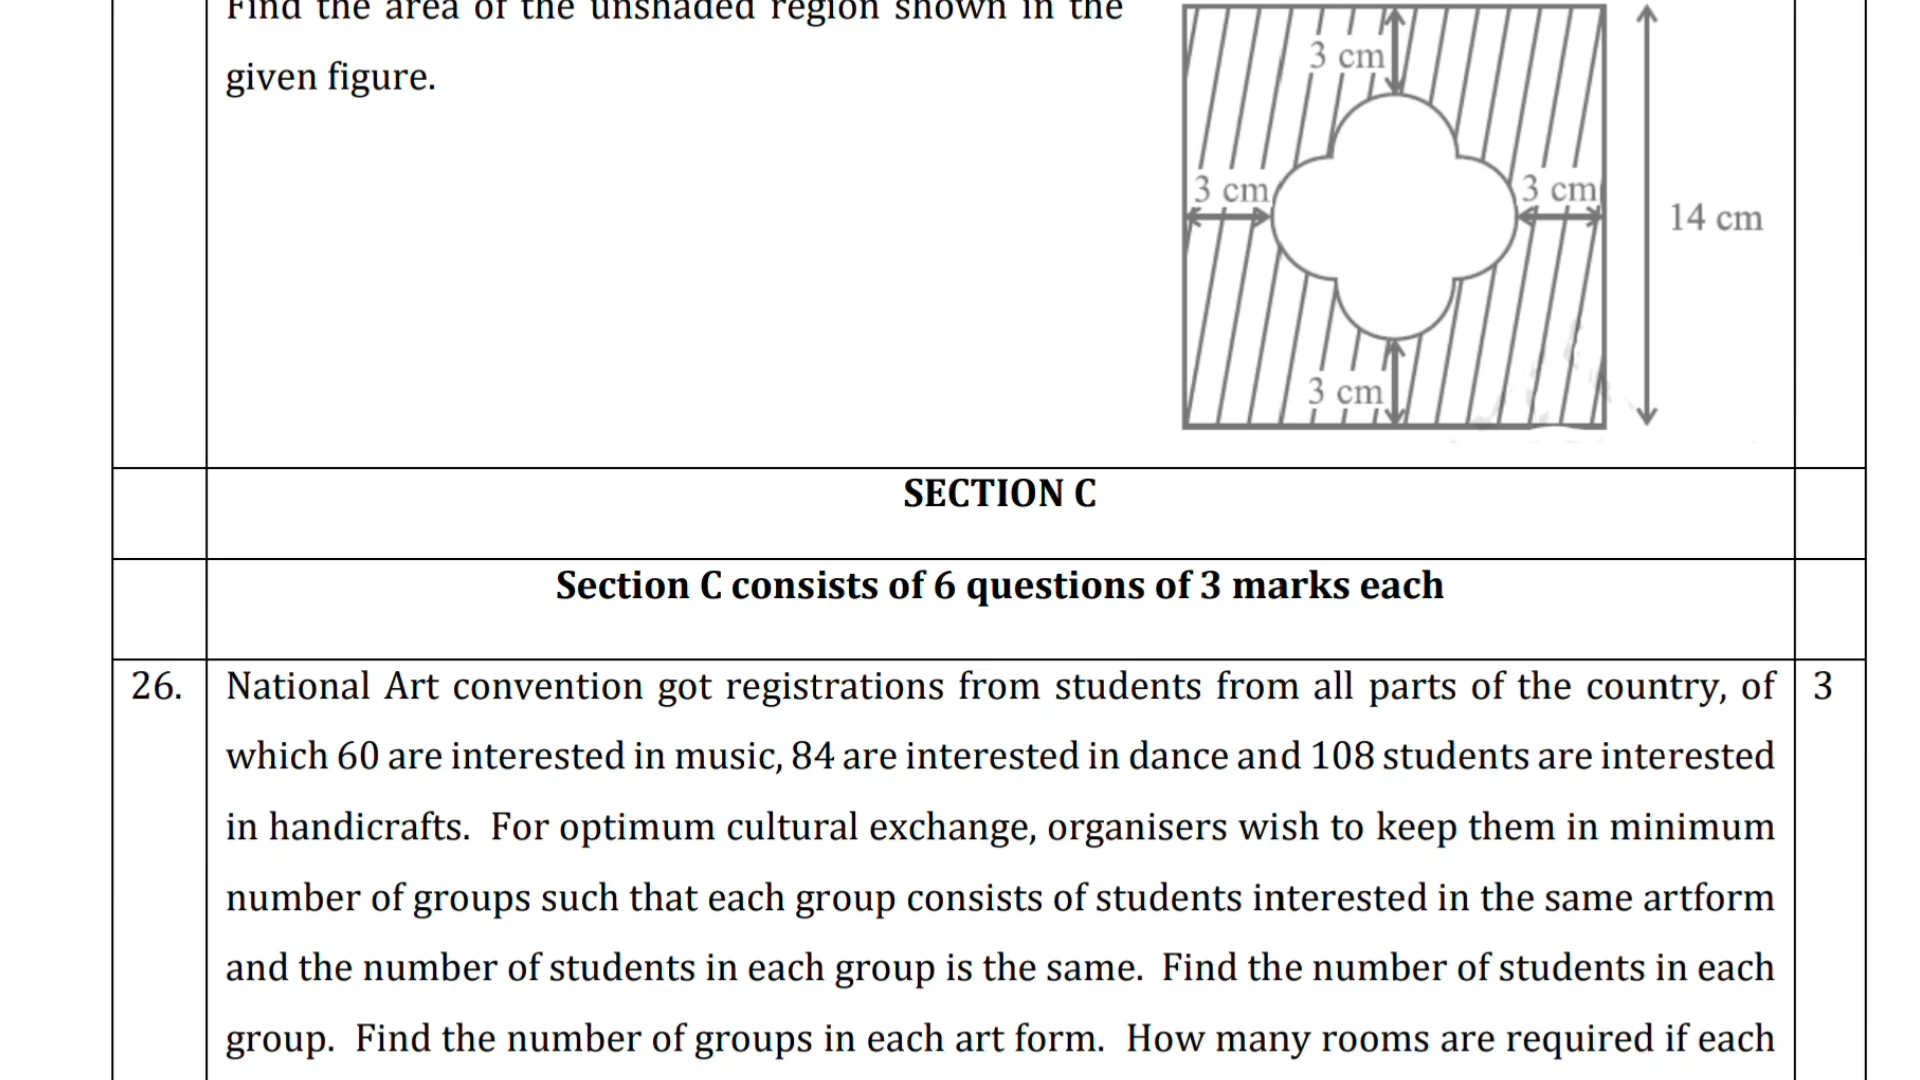 Find the area of the unshaded region shown in the
given figure.
3 cm
3 cm
3 cm
14 cm
3 cm
SECTION C
Section C consists of 6 questions of 3 marks each
26.
National Art convention got registrations from students from all parts of the country, of
3
which 60 are interested in music, 84 are interested in dance and 108 students are interested
in handicrafts. For optimum cultural exchange, organisers wish to keep them in minimum
number of groups such that each group consists of students interested in the same artform
and the number of students in each group is the same. Find the number of students in each
group. Find the number of groups in each art form. How many rooms are required if each